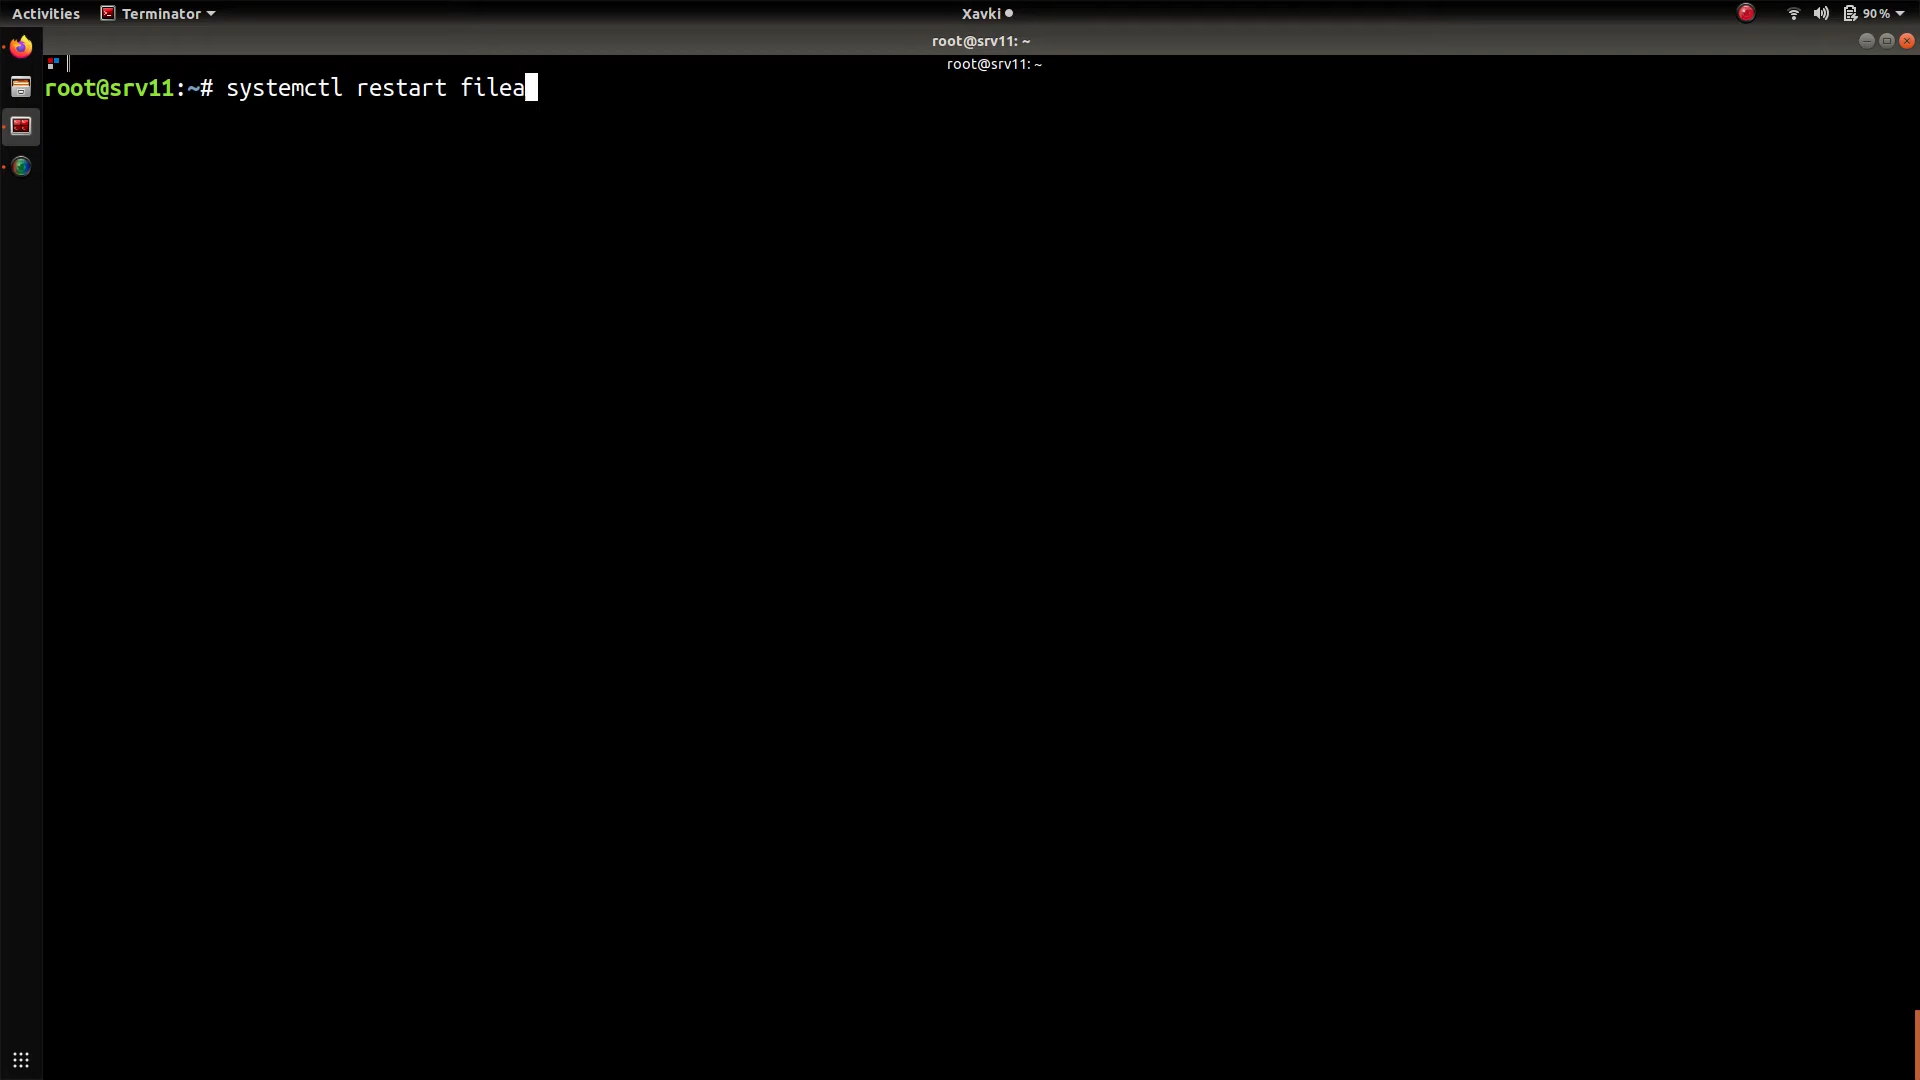 Activities Terminator Xavki 90 %
root@srv11: ~
root@srv11: ~
root@srv11:~# systemctl restart filea